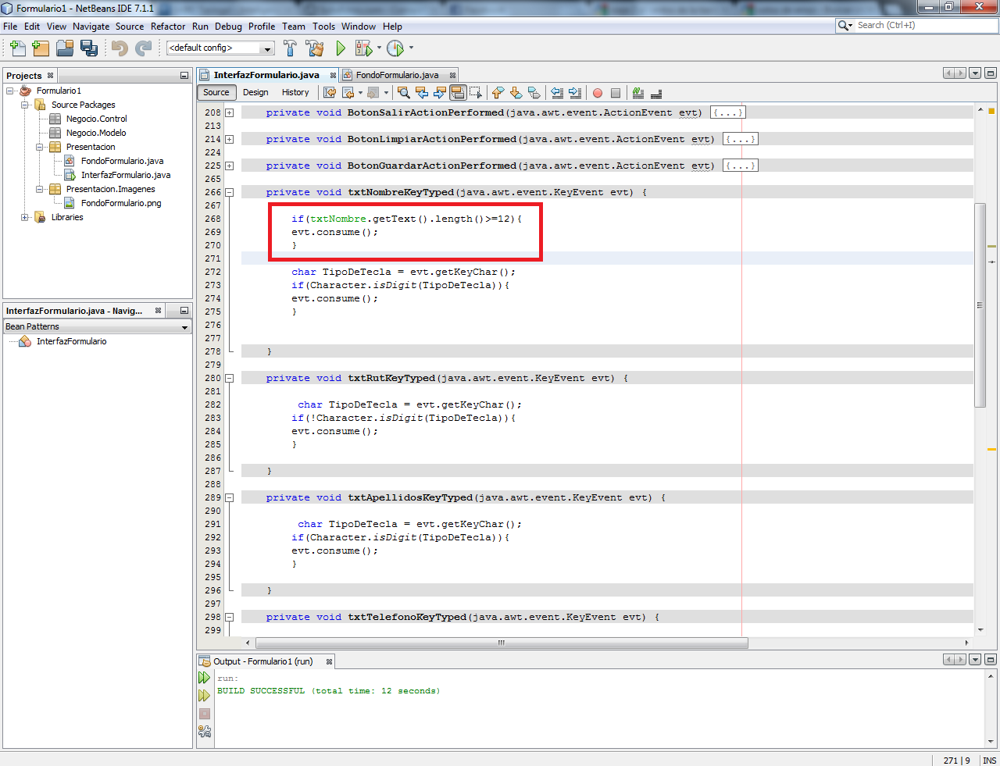 Formulario1 - NetBeans IDE 7.1.1
File Edit View Navigate Source Refactor Run Debug Profile Team Tools Window Help
Search (Ctrl+I)
<default config>
Projects
Formulario1
Source Packages
Negocio.Control
Negocio.Modelo
Presentacion
FondoFormulario.java
InterfazFormulario.java
Presentacion.Imagenes
FondoFormulario.png
Libraries
InterfazFormulario.java - Navig...
Bean Patterns
InterfazFormulario
InterfazFormulario.java FondoFormulario.java
Source Design History
208 private void BotonSalirActionPerformed(java.awt.event.ActionEvent evt) {...}
213
214 private void BotonLimpiarActionPerformed(java.awt.event.ActionEvent evt) {...}
224
225 private void BotonGuardarActionPerformed(java.awt.event.ActionEvent evt) {...}
265
266 private void txtNombreKeyTyped(java.awt.event.KeyEvent evt) {
267
268 if(txtNombre.getText().length()>=12){
269 evt.consume();
270 }
271
272 char TipoDeTecla = evt.getKeyChar();
273 if(Character.isDigit(TipoDeTecla)){
274 evt.consume();
275 }
276
277
278 }
279
280 private void txtRutKeyTyped(java.awt.event.KeyEvent evt) {
281
282 char TipoDeTecla = evt.getKeyChar();
283 if(!Character.isDigit(TipoDeTecla)){
284 evt.consume();
285 }
286
287 }
288
289 private void txtApellidosKeyTyped(java.awt.event.KeyEvent evt) {
290
291 char TipoDeTecla = evt.getKeyChar();
292 if(Character.isDigit(TipoDeTecla)){
293 evt.consume();
294 }
295
296 }
297
298 private void txtTelefonoKeyTyped(java.awt.event.KeyEvent evt) {
299
Output - Formulario1 (run)
run:
BUILD SUCCESSFUL (total time: 12 seconds)
271 | 9 INS